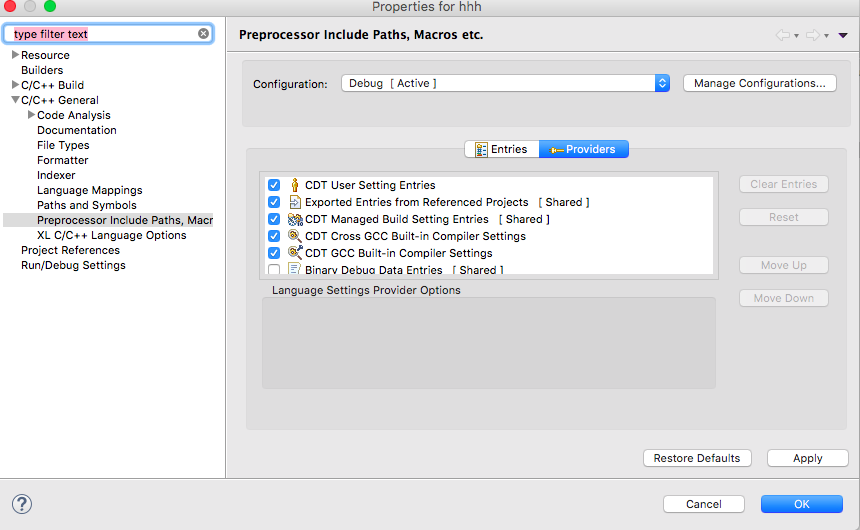 Properties for hhh
type filter text
Preprocessor Include Paths, Macros etc.
Resource
Builders
C/C++ Build
C/C++ General
Code Analysis
Documentation
File Types
Formatter
Indexer
Language Mappings
Paths and Symbols
Preprocessor Include Paths, Macr
XL C/C++ Language Options
Project References
Run/Debug Settings
Configuration: Debug [ Active ] Manage Configurations...
Entries Providers
CDT User Setting Entries
Exported Entries from Referenced Projects [ Shared ]
CDT Managed Build Setting Entries [ Shared ]
CDT Cross GCC Built-in Compiler Settings
CDT GCC Built-in Compiler Settings
Binary Debug Data Entries [ Shared ]
Clear Entries
Reset
Move Up
Move Down
Language Settings Provider Options
Restore Defaults Apply
? Cancel OK